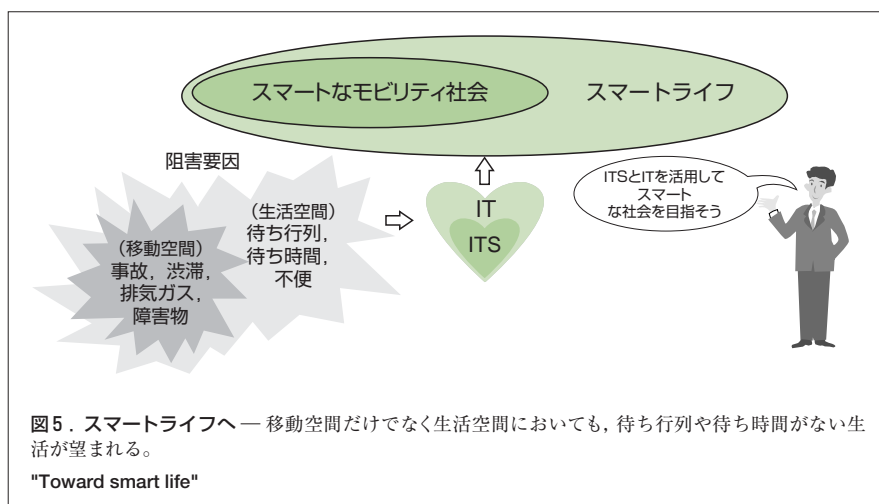 スマートなモビリティ社会
スマートライフ
阻害要因
（移動空間）
事故，渋滞，
排気ガス，
障害物
（生活空間）
待ち行列，
待ち時間，
不便
IT
ITS
ITSとITを活用して
スマート
な社会を目指そう
図5．スマートライフへ — 移動空間だけでなく生活空間においても，待ち行列や待ち時間がない生
活が望まれる。
"Toward smart life"